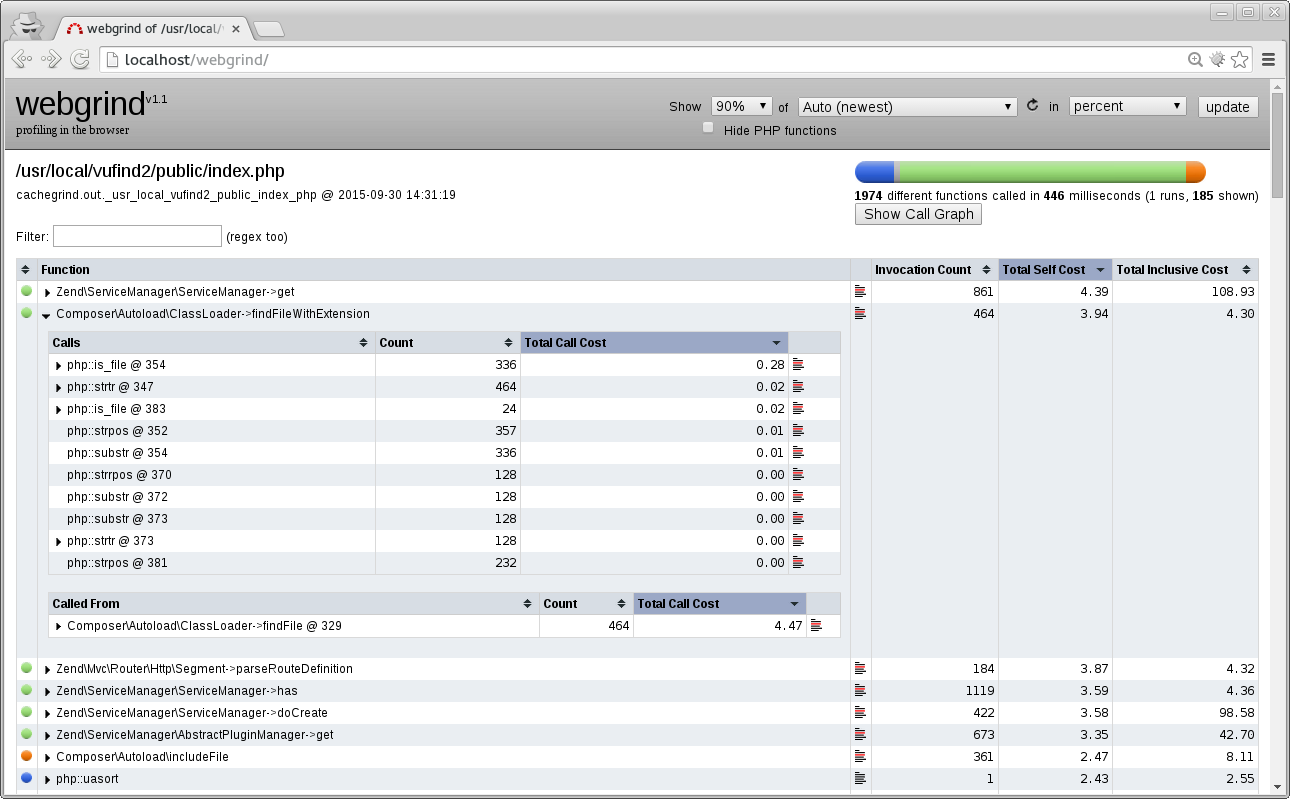 webgrind of /usr/local/
localhost/webgrind/
webgrind v1.1
profiling in the browser
Show 90% of Auto (newest) in percent update
Hide PHP functions
/usr/local/vufind2/public/index.php
cachegrind.out._usr_local_vufind2_public_index_php @ 2015-09-30 14:31:19
1974 different functions called in 446 milliseconds (1 runs, 185 shown)
Show Call Graph
Filter: (regex too)
Function Invocation Count Total Self Cost Total Inclusive Cost
Zend\ServiceManager\ServiceManager->get 861 4.39 108.93
Composer\Autoload\ClassLoader->findFileWithExtension 464 3.94 4.30
Calls Count Total Call Cost
php::is_file @ 354 336 0.28
php::strtr @ 347 464 0.02
php::is_file @ 383 24 0.02
php::strpos @ 352 357 0.01
php::substr @ 354 336 0.01
php::strrpos @ 370 128 0.00
php::substr @ 372 128 0.00
php::substr @ 373 128 0.00
php::strtr @ 373 128 0.00
php::strpos @ 381 232 0.00
Called From Count Total Call Cost
Composer\Autoload\ClassLoader->findFile @ 329 464 4.47
Zend\Mvc\Router\Http\Segment->parseRouteDefinition 184 3.87 4.32
Zend\ServiceManager\ServiceManager->has 1119 3.59 4.36
Zend\ServiceManager\ServiceManager->doCreate 422 3.58 98.58
Zend\ServiceManager\AbstractPluginManager->get 673 3.35 42.70
Composer\Autoload\includeFile 361 2.47 8.11
php::uasort 1 2.43 2.55